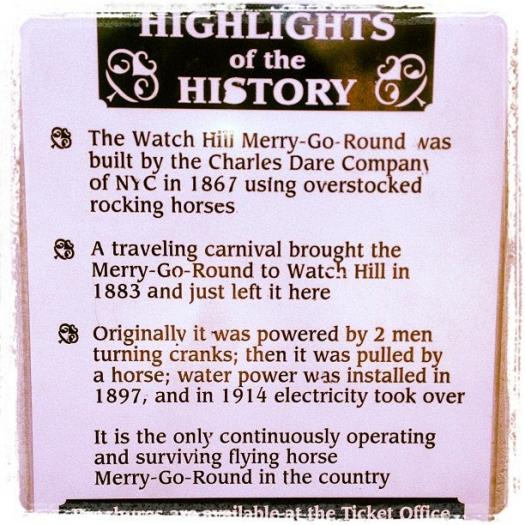 HIGHLIGHTS
of the
HISTORY
The Watch Hill Merry-Go-Round was
built by the Charles Dare Company
of NYC in 1867 using overstocked
rocking horses
A traveling carnival brought the
Merry-Go-Round to Watch Hill in
1883 and just left it here
Originally it was powered by 2 men
turning cranks; then it was pulled by
a horse; water power was installed in
1897, and in 1914 electricity took over
It is the only continuously operating
and surviving flying horse
Merry-Go-Round in the country
Brochures are available at the Ticket Office